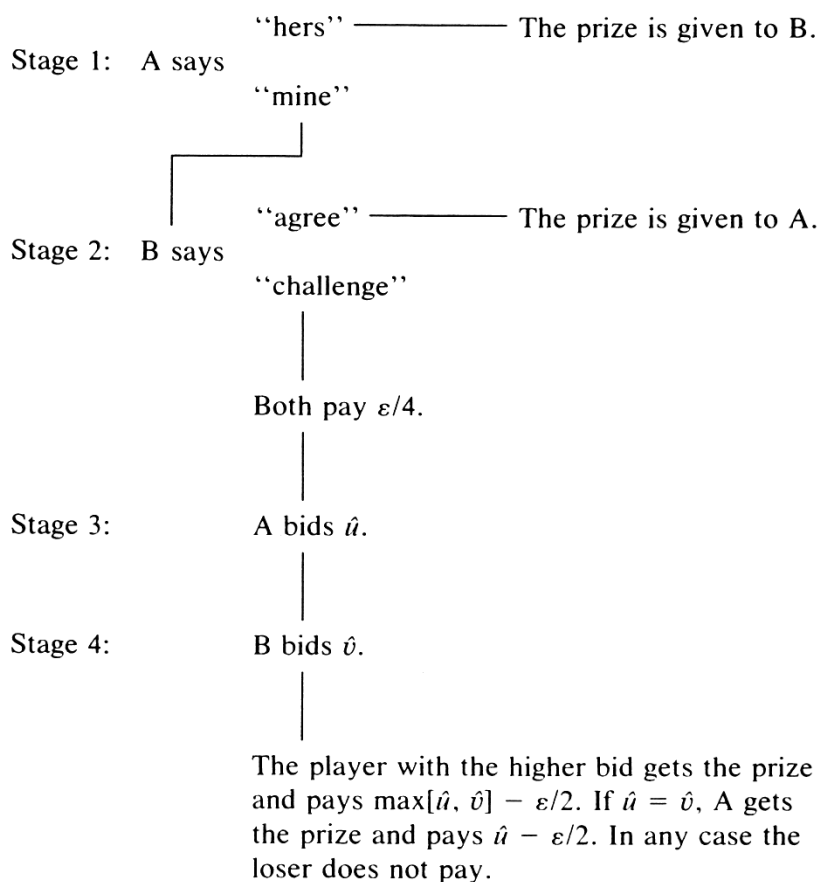 “hers” The prize is given to B.
Stage 1: A says
“mine”
“agree” The prize is given to A.
Stage 2: B says
“challenge”
Both pay ε/4.
Stage 3: A bids û.
Stage 4: B bids v̂.
The player with the higher bid gets the prize
and pays max[û, v̂] − ε/2. If û = v̂, A gets
the prize and pays û − ε/2. In any case the
loser does not pay.